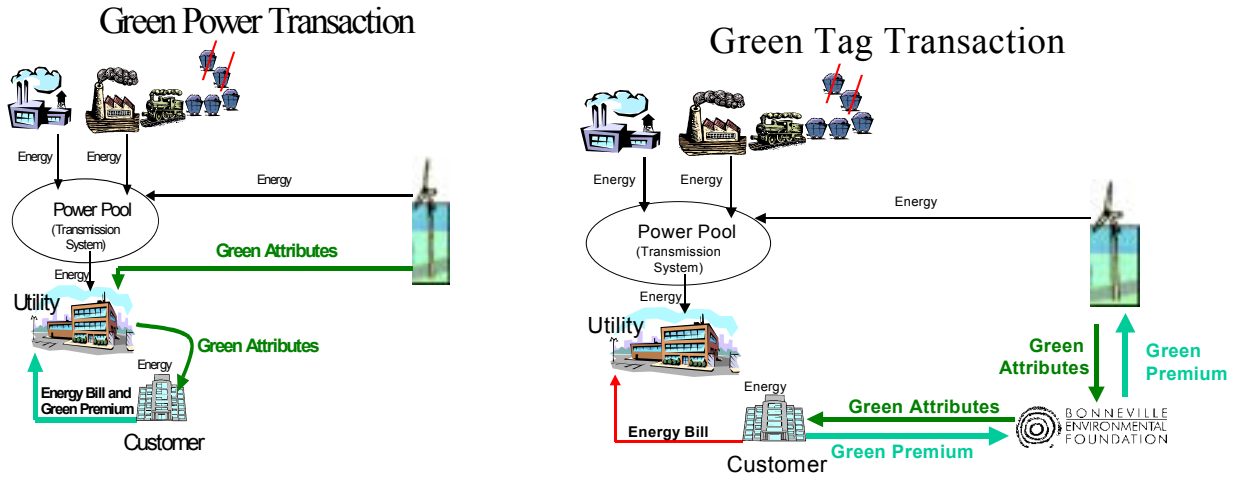 Green Power Transaction
Energy
Energy
Energy
Power Pool
(Transmission
System)
Green Attributes
Energy
Utility
Green Attributes
Energy
Energy Bill and
Green Premium
Customer
Green Tag Transaction
Energy
Energy
Energy
Power Pool
(Transmission
System)
Energy
Utility
Green
Attributes
Green
Premium
Energy
Green Attributes
Energy Bill
Green Premium
Customer
BONNEVILLE
ENVIRONMENTAL
FOUNDATION